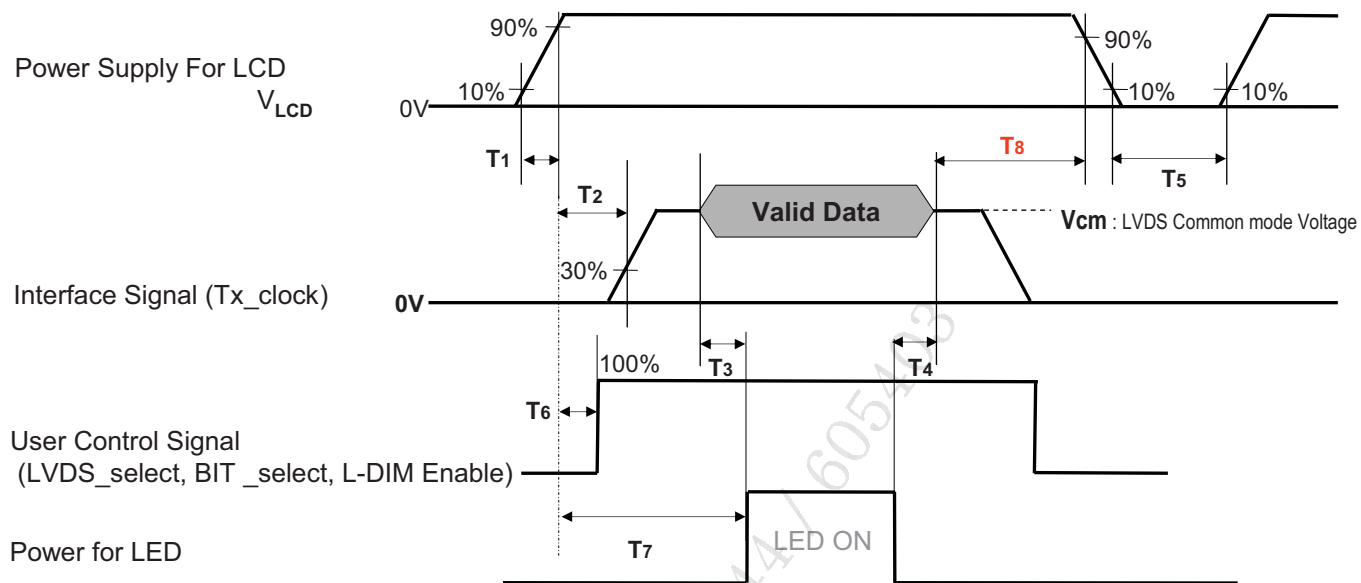 90%
90%
Power Supply For LCD
VLCD
10%
0V
10%
10%
T1
T8
T2
T5
Valid Data
Vcm : LVDS Common mode Voltage
30%
Interface Signal (Tx_clock)
0V
T3
T4
100%
T6
User Control Signal
(LVDS_select, BIT _select, L-DIM Enable)
T7
LED ON
Power for LED
44 / 605403